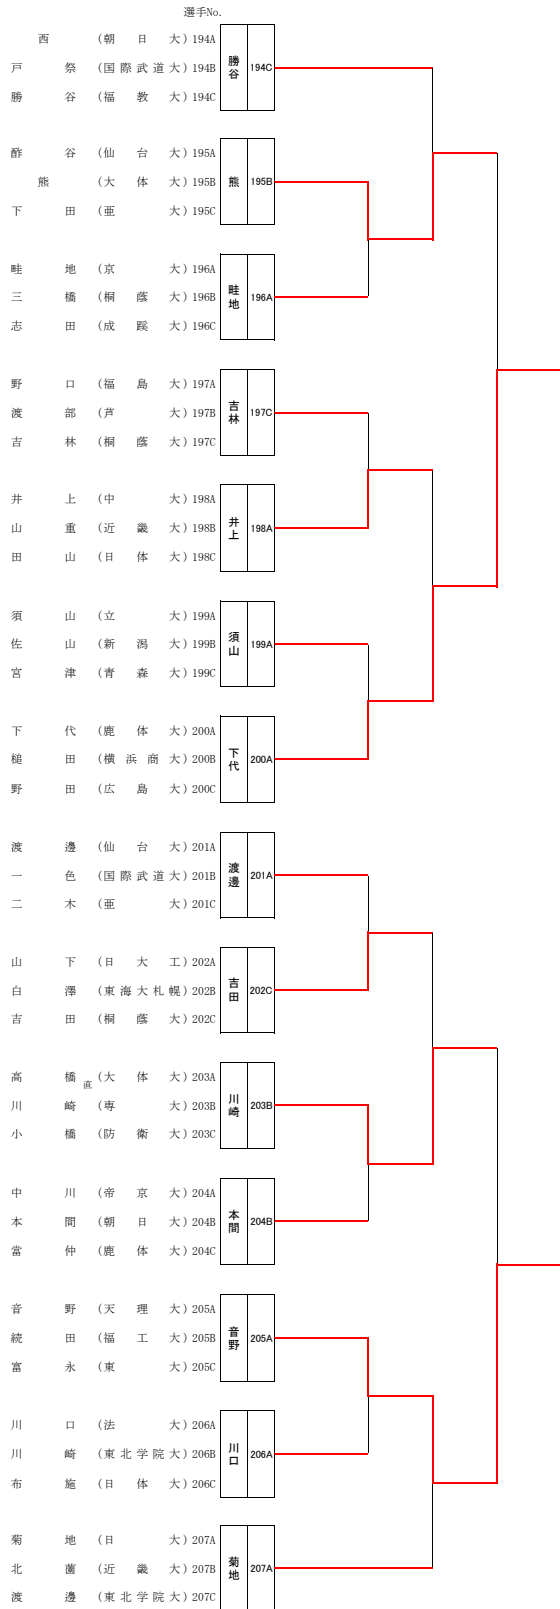 選手No.
西 (朝日大) 194A
戸祭 (国際武道大) 194B
勝谷 (福教大) 194C
勝谷 194C
酢谷 (仙台大) 195A
熊 (大体大) 195B
下田 (亜大) 195C
熊 195B
畦地 (京大) 196A
三橋 (桐蔭大) 196B
志田 (成蹊大) 196C
畦地 196A
野口 (福島大) 197A
渡部 (芦大) 197B
吉林 (桐蔭大) 197C
吉林 197C
井上 (中大) 198A
山重 (近畿大) 198B
田山 (日体大) 198C
井上 198A
須山 (立大) 199A
佐山 (新潟大) 199B
宮津 (青森大) 199C
須山 199A
下代 (鹿体大) 200A
槌田 (横浜商大) 200B
野田 (広島大) 200C
下代 200A
渡邊 (仙台大) 201A
一色 (国際武道大) 201B
二木 (亜大) 201C
渡邊 201A
山下 (日大工) 202A
白澤 (東海大札幌) 202B
吉田 (桐蔭大) 202C
吉田 202C
高橋直 (大体大) 203A
川崎 (専大) 203B
小橋 (防衛大) 203C
川崎 203B
中川 (帝京大) 204A
本間 (朝日大) 204B
當仲 (鹿体大) 204C
本間 204B
音野 (天理大) 205A
続田 (福工大) 205B
富永 (東大) 205C
音野 205A
川口 (法大) 206A
川崎 (東北学院大) 206B
布施 (日体大) 206C
川口 206A
菊地 (日大) 207A
北薗 (近畿大) 207B
渡邊 (東北学院大) 207C
菊地 207A